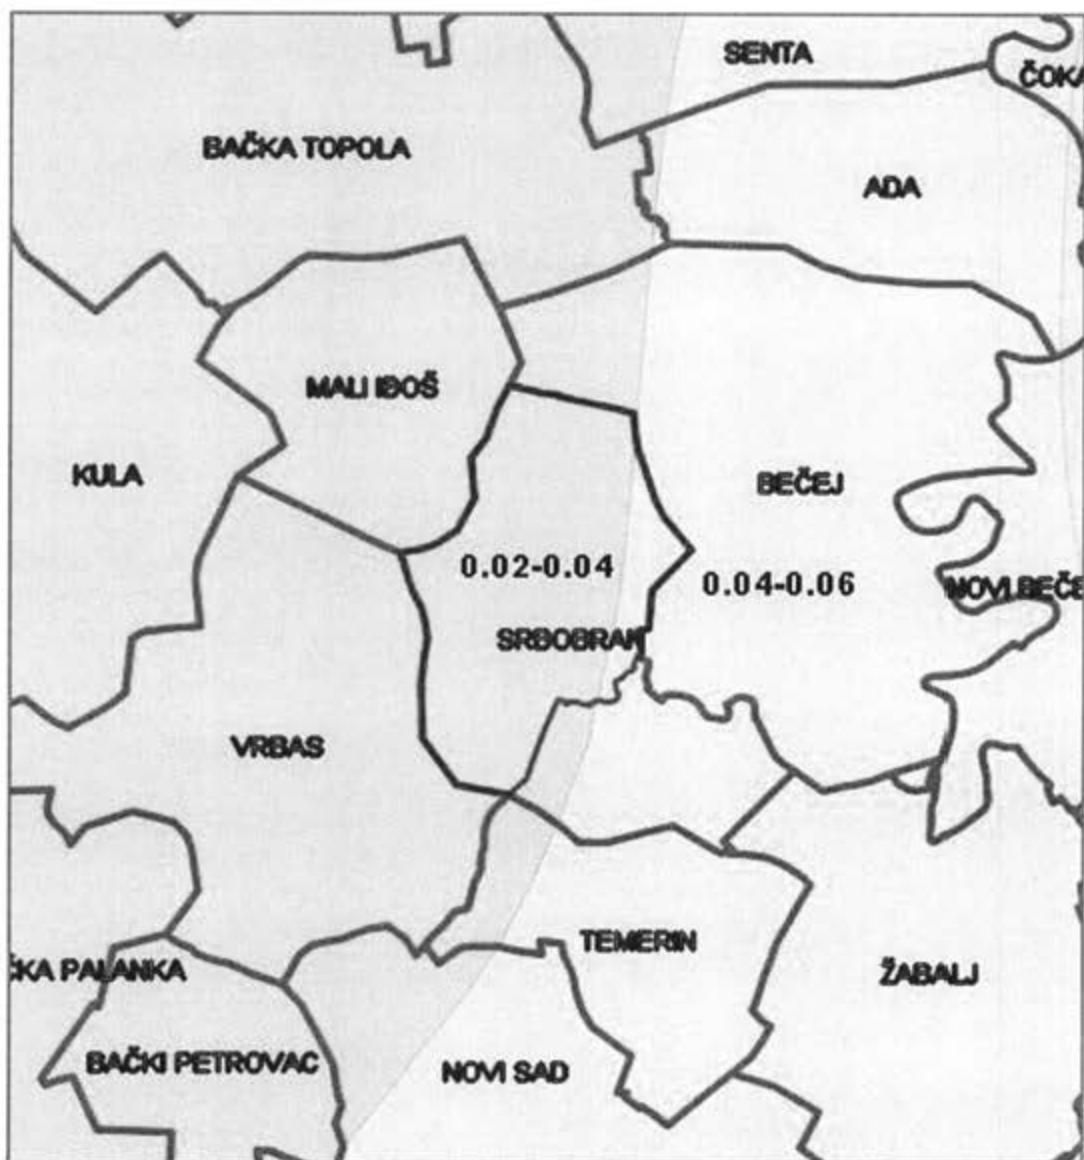 SENTA
ČOKA
BAČKA TOPOLA
ADA
MALI IĐOŠ
KULA
BEČEJ
0.02-0.04
0.04-0.06
NOVI BEČE
SRBOBRAN
VRBAS
TEMERIN
ČKA PALANKA
ŽABALJ
BAČKI PETROVAC
NOVI SAD